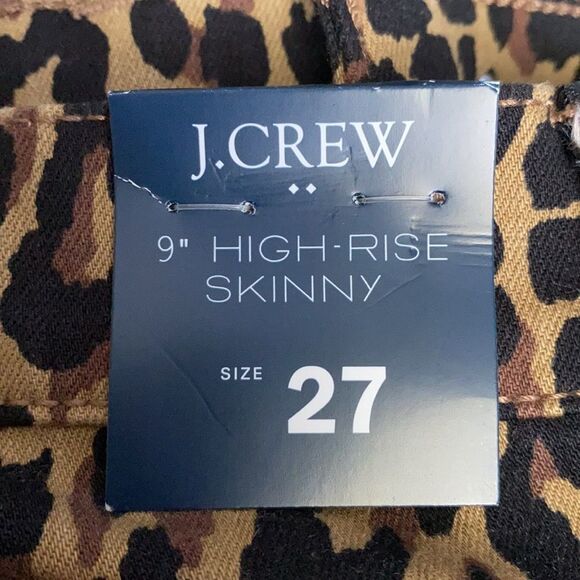 J.CREW
9" HIGH-RISE
SKINNY
SIZE 27